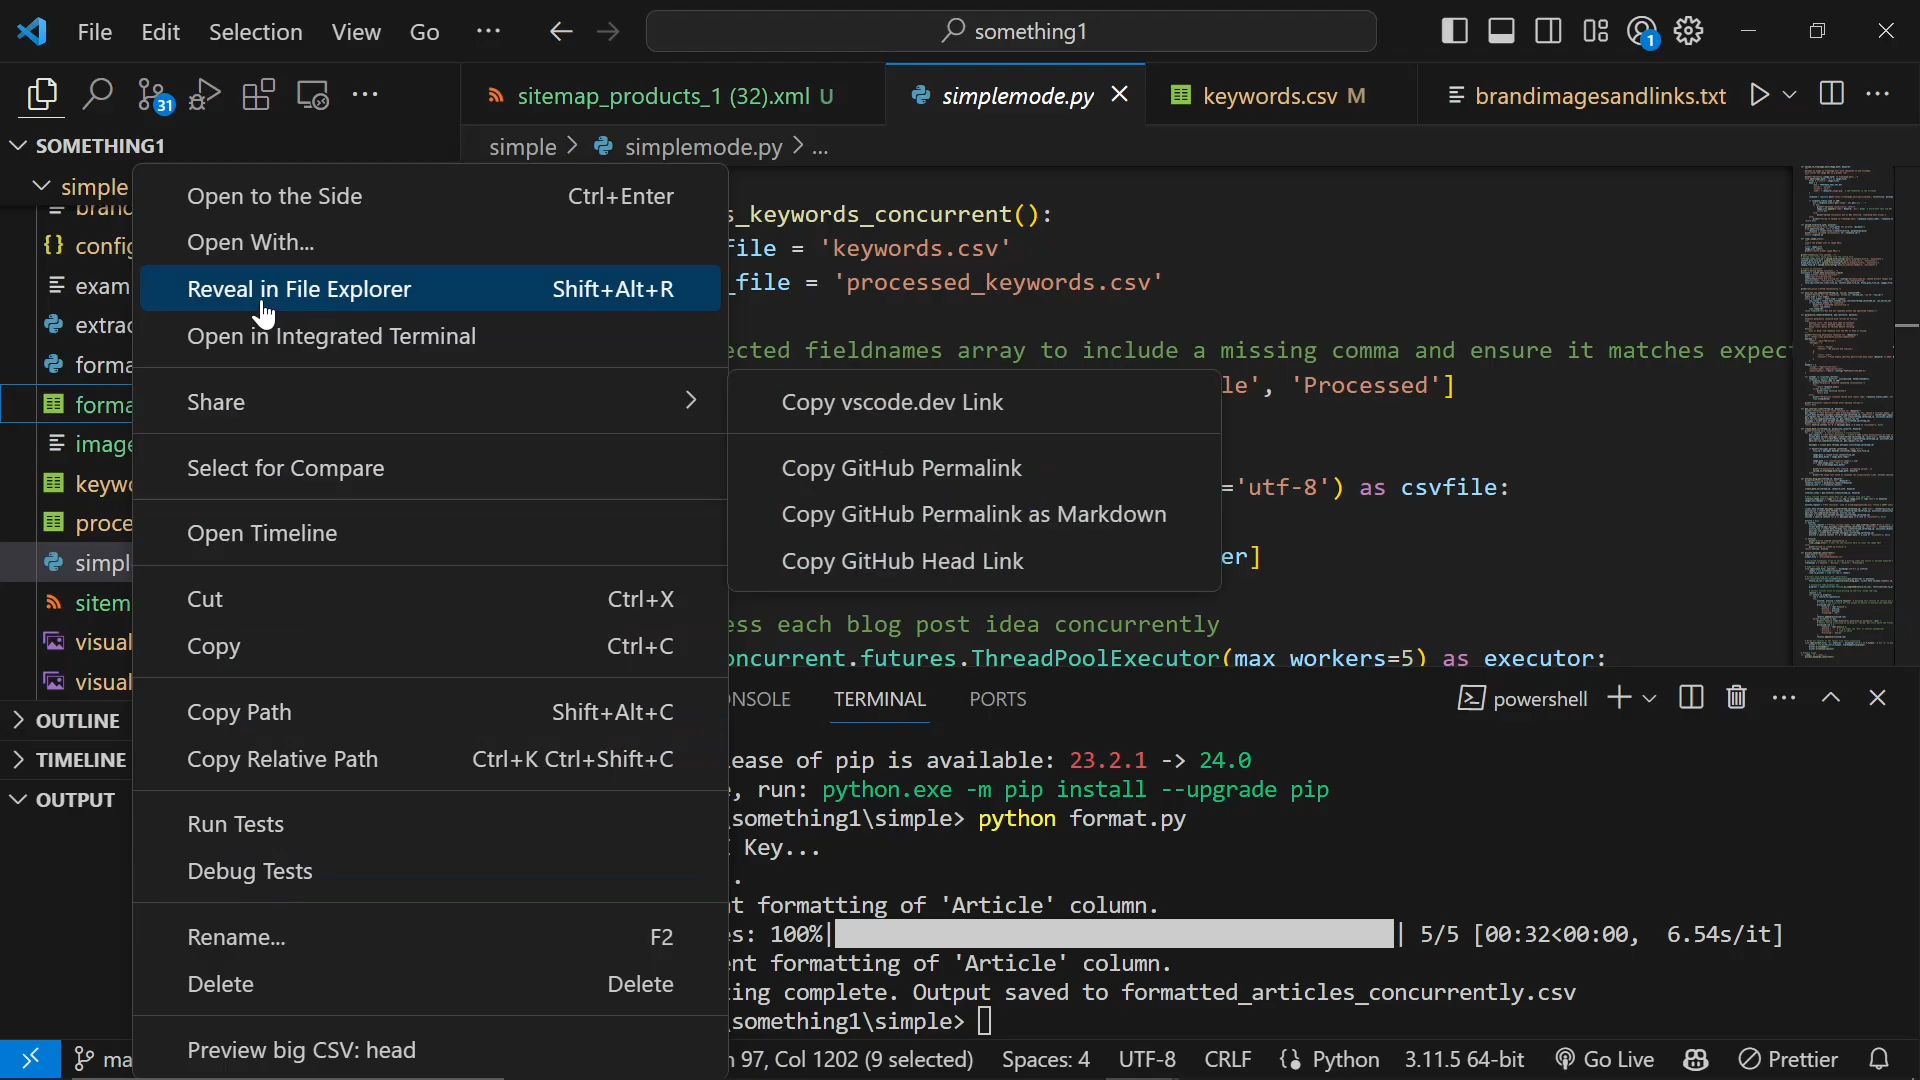 File Edit Selection View Go ... something1 1
31 sitemap_products_1 (32).xml U simplemode.py keywords.csv M brandimagesandlinks.txt
SOMETHING1
simple > simplemode.py > ...
simple
brand
config
exam
extrac
forma
forma
image
keywo
proce
simpl
sitem
visual
visual
OUTLINE
TIMELINE
OUTPUT
Open to the Side Ctrl+Enter
Open With...
Reveal in File Explorer Shift+Alt+R
Open in Integrated Terminal
Share
Select for Compare
Open Timeline
Cut Ctrl+X
Copy Ctrl+C
Copy Path Shift+Alt+C
Copy Relative Path Ctrl+K Ctrl+Shift+C
Run Tests
Debug Tests
Rename... F2
Delete Delete
Preview big CSV: head
Copy vscode.dev Link
Copy GitHub Permalink
Copy GitHub Permalink as Markdown
Copy GitHub Head Link
s_keywords_concurrent():
file = 'keywords.csv'
_file = 'processed_keywords.csv'
ected fieldnames array to include a missing comma and ensure it matches expec
le', 'Processed']
='utf-8') as csvfile:
er]
ess each blog post idea concurrently
oncurrent.futures.ThreadPoolExecutor(max_workers=5) as executor:
ONSOLE TERMINAL PORTS powershell
ease of pip is available: 23.2.1 -> 24.0
, run: python.exe -m pip install --upgrade pip
something1\simple> python format.py
Key...
.
t formatting of 'Article' column.
es: 100%| | 5/5 [00:32<00:00, 6.54s/it]
nt formatting of 'Article' column.
ing complete. Output saved to formatted_articles_concurrently.csv
something1\simple>
ma n 97, Col 1202 (9 selected) Spaces: 4 UTF-8 CRLF Python 3.11.5 64-bit Go Live Prettier